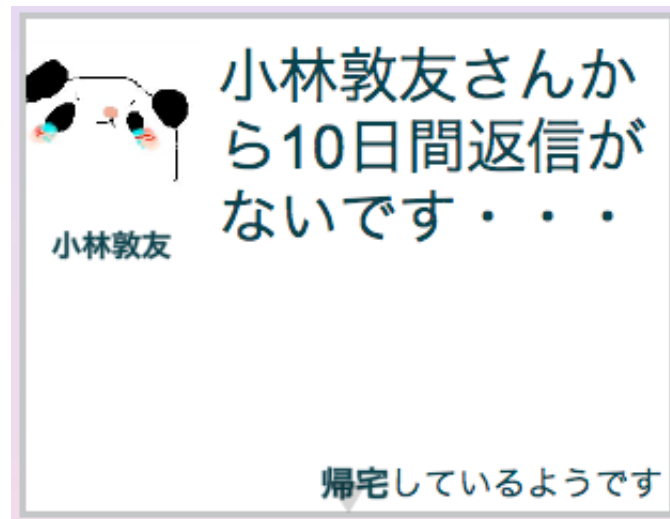 小林敦友さんか
ら10日間返信が
ないです・・・
小林敦友
帰宅しているようです